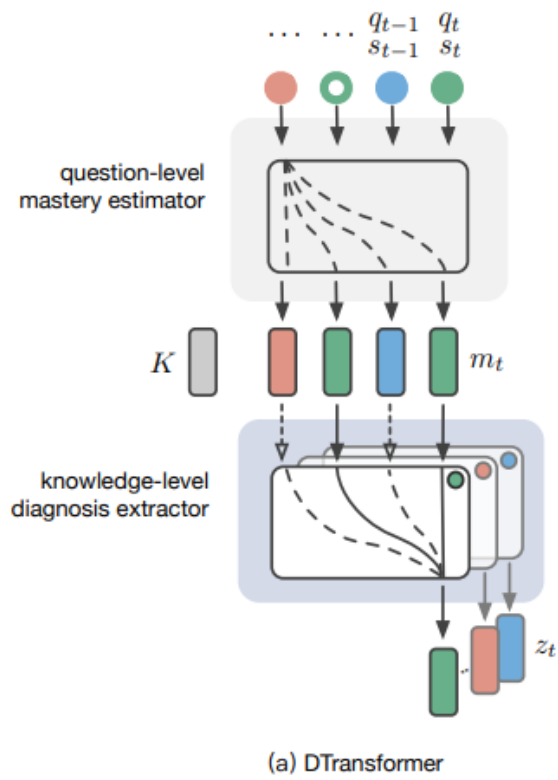 ... ...
q_{t-1} q_t
s_{t-1} s_t
question-level
mastery estimator
K
m_t
knowledge-level
diagnosis extractor
..
z_t
(a) DTransformer